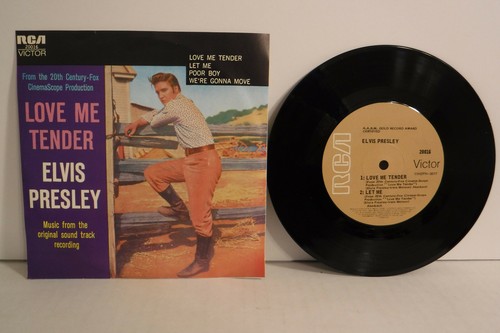 RCA
20018
VICTOR
LOVE ME TENDER
LET ME
POOR BOY
WE'RE GONNA MOVE
From the 20th Century-Fox
CinemaScope Production
LOVE ME
TENDER
ELVIS
PRESLEY
Music from the
original sound track
recording
RCA
Victor
ELVIS PRESLEY
20018
1) LOVE ME TENDER
2) LET ME